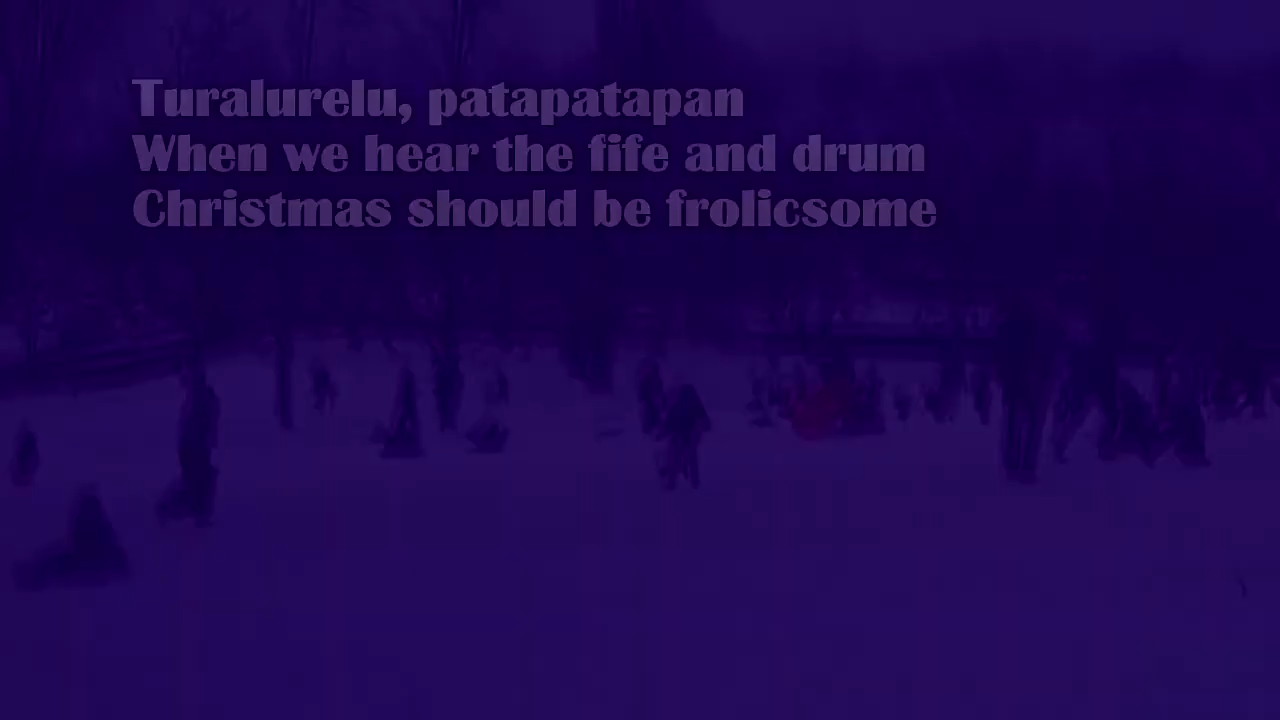 Turalurelu, patapatapan
When we hear the fife and drum
Christmas should be frolicsome